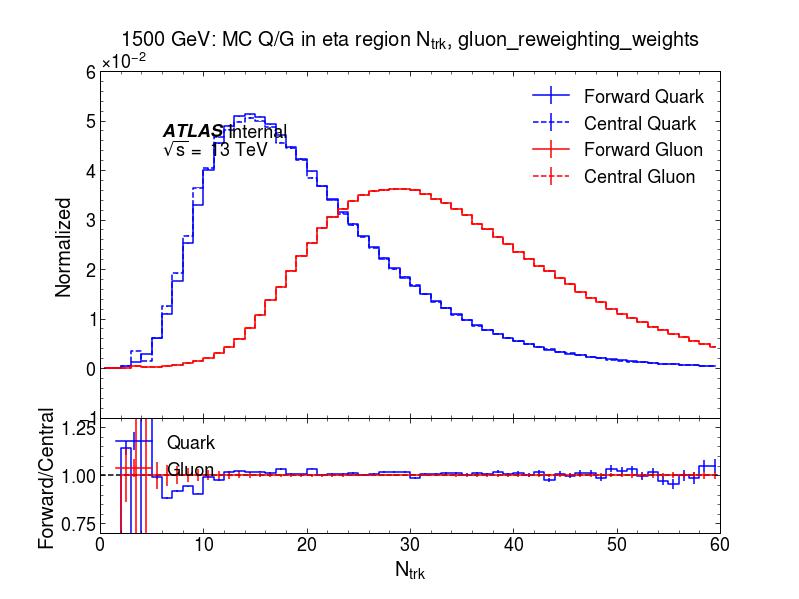 1500 GeV: MC Q/G in eta region N_trk, gluon_reweighting_weights
×10⁻²
6
5
4
3
2
1
0
−1
Normalized
ATLAS Internal
√s = 13 TeV
Forward Quark
Central Quark
Forward Gluon
Central Gluon
1.25
1.00
0.75
Forward/Central
Quark
Gluon
0 10 20 30 40 50 60
N_trk